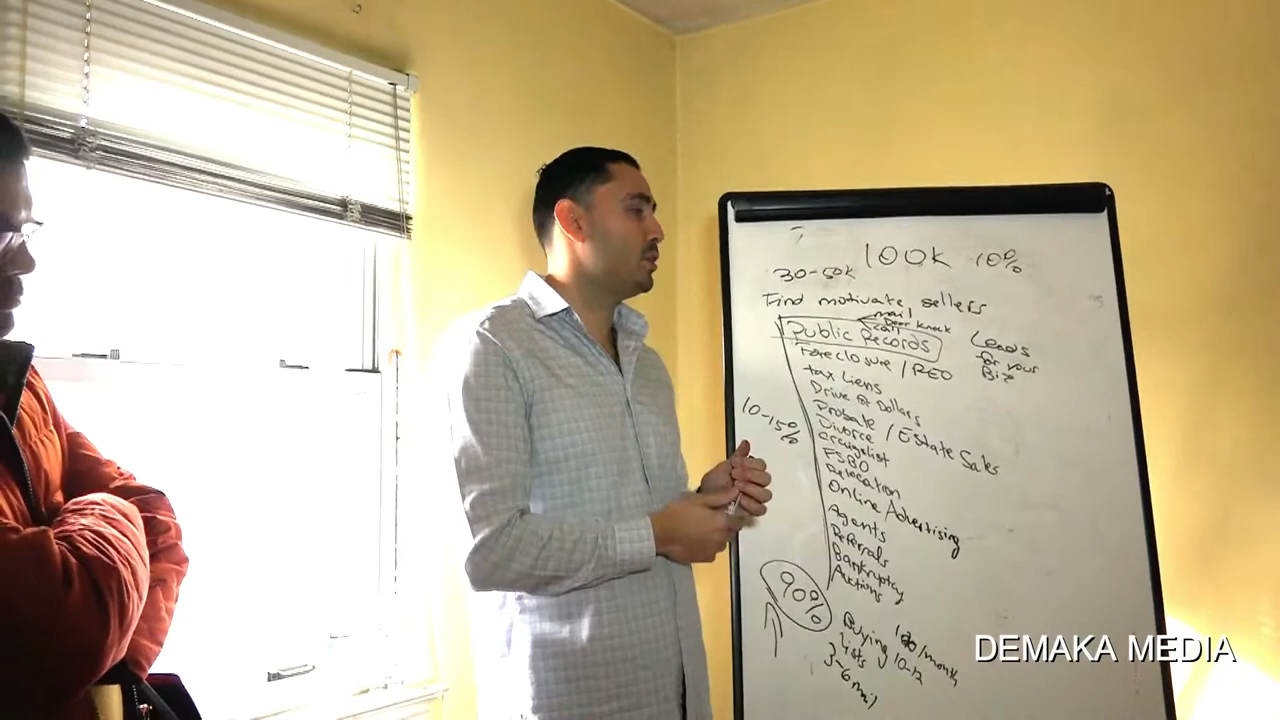 100K 10%
30-50K
Find motivate sellers
mail
Door knock
call
Public Records
Leads
for your
Biz
Foreclosure / REO
tax liens
Drive for Dollars
Probate / Estate Sales
Divorce
10-15%
craigslist
FSBO
Relocation
Online Advertising
Agents
Referrals
Bankruptcy
Auctions
90%
Buying 100/month
Lists 10-12
3-6 mail
DEMAKA MEDIA